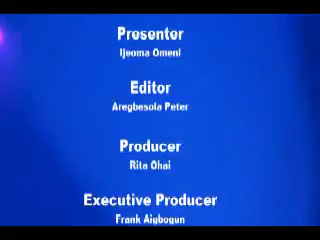 Presenter
Ijeoma Omeni
Editor
Aregbesola Peter
Producer
Rita Ohai
Executive Producer
Frank Aigbogun